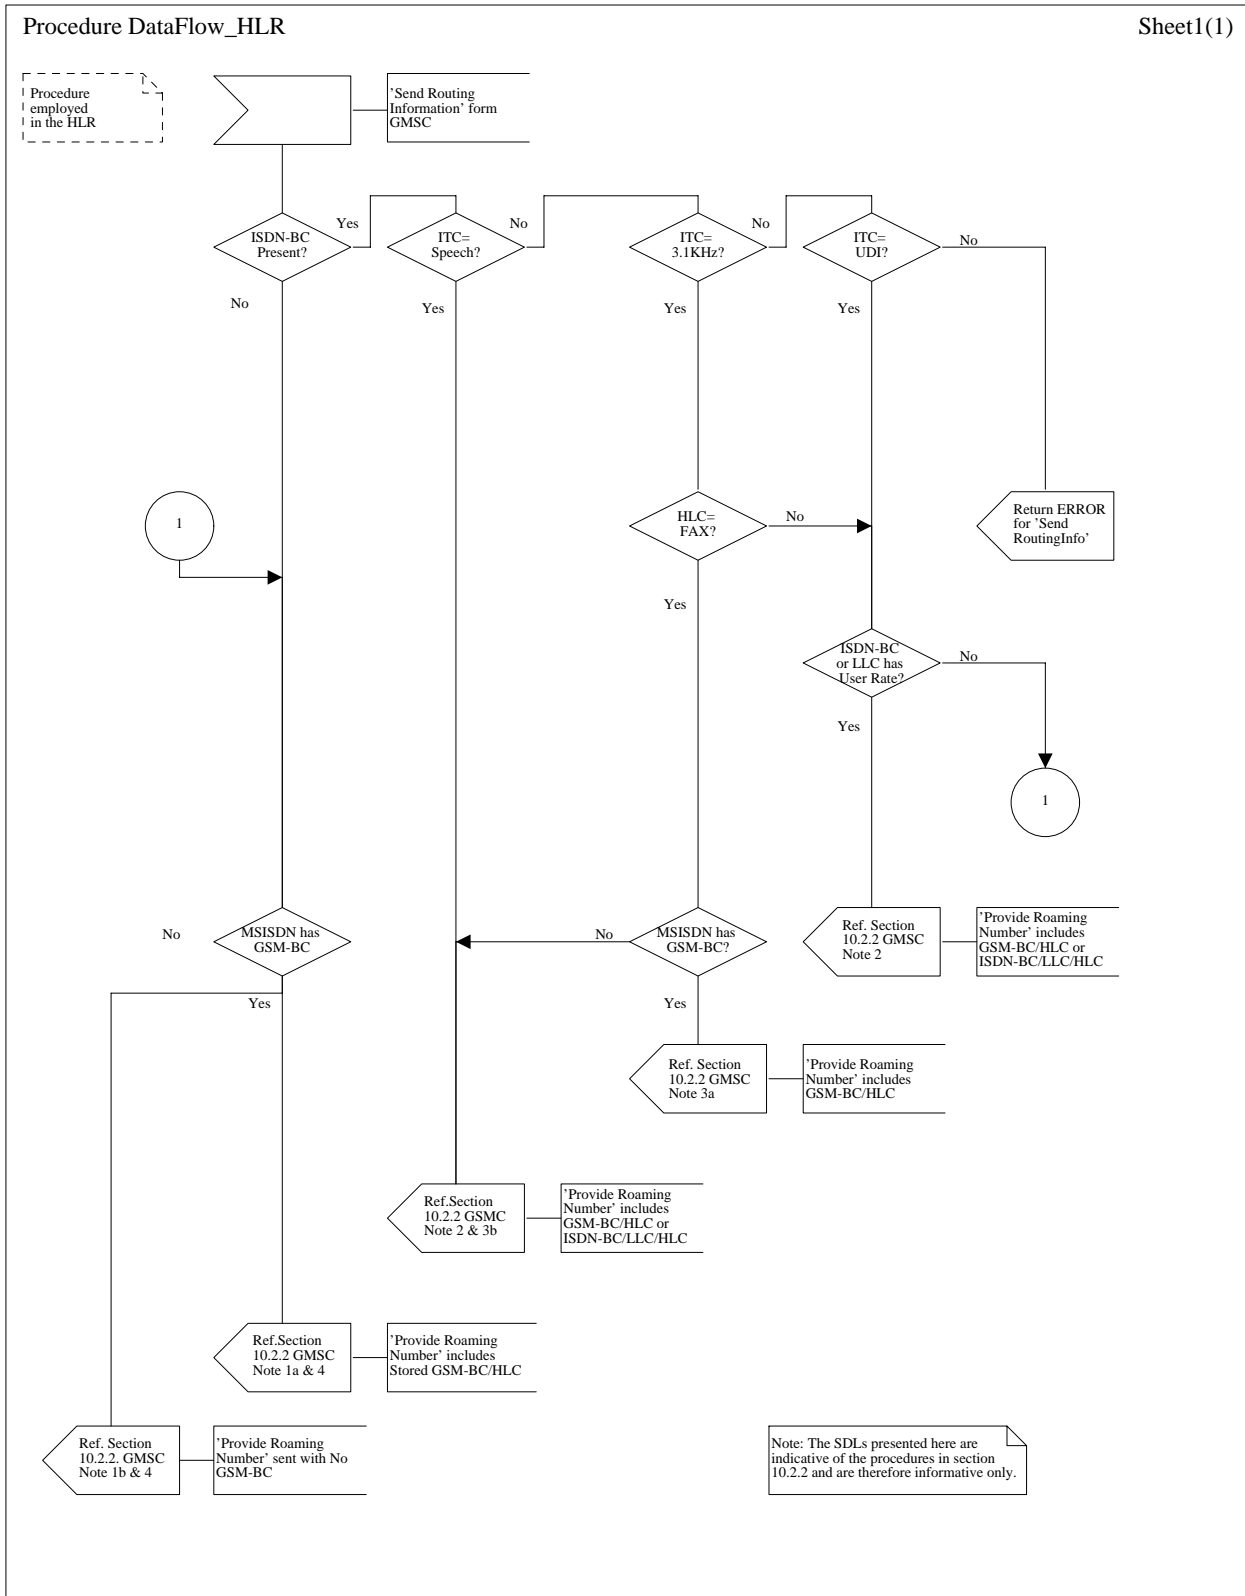 Procedure DataFlow_HLR
Sheet1(1)
Procedure
employed
in the HLR
'Send Routing
Information' form
GMSC
ISDN-BC
Present?
Yes
ITC=
Speech?
No
ITC=
3.1KHz?
No
ITC=
UDI?
No
No
Yes
Yes
Yes
1
HLC=
FAX?
No
Return ERROR
for 'Send
RoutingInfo'
Yes
ISDN-BC
or LLC has
User Rate?
No
Yes
1
No
MSISDN has
GSM-BC
No
MSISDN has
GSM-BC?
Ref. Section
10.2.2 GMSC
Note 2
'Provide Roaming
Number' includes
GSM-BC/HLC or
ISDN-BC/LLC/HLC
Yes
Yes
Ref. Section
10.2.2 GMSC
Note 3a
'Provide Roaming
Number' includes
GSM-BC/HLC
Ref.Section
10.2.2 GSMC
Note 2 & 3b
'Provide Roaming
Number' includes
GSM-BC/HLC or
ISDN-BC/LLC/HLC
Ref.Section
10.2.2 GMSC
Note 1a & 4
'Provide Roaming
Number' includes
Stored GSM-BC/HLC
Ref. Section
10.2.2. GMSC
Note 1b & 4
'Provide Roaming
Number' sent with No
GSM-BC
Note: The SDLs presented here are
indicative of the procedures in section
10.2.2 and are therefore informative only.